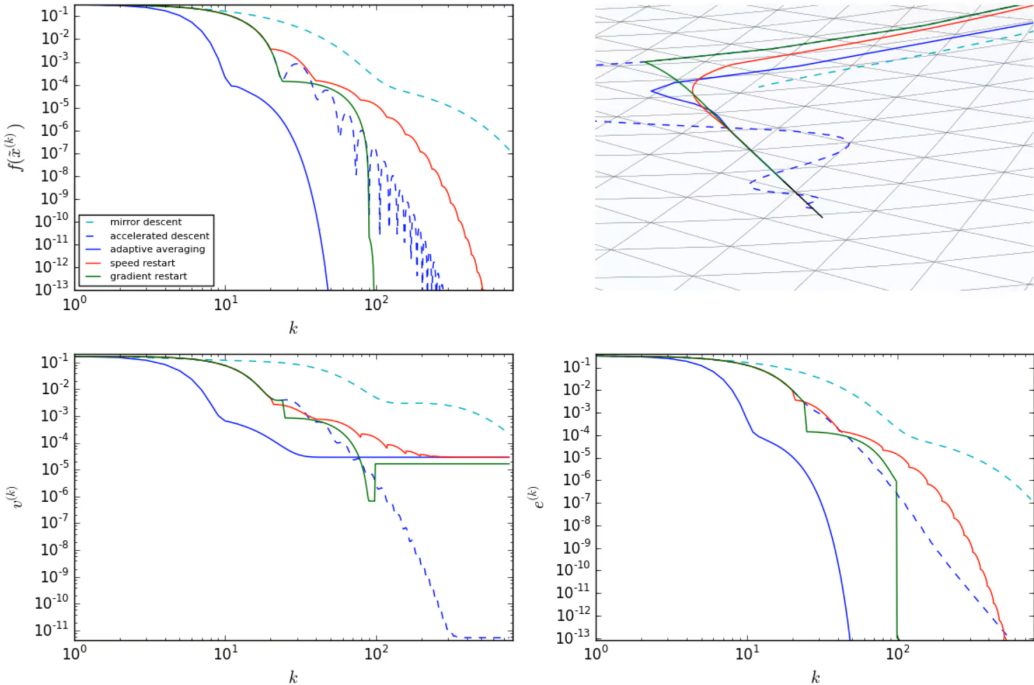 10^{-1}
10^{-2}
10^{-3}
10^{-4}
10^{-5}
10^{-6}
10^{-7}
10^{-8}
10^{-9}
10^{-10}
10^{-11}
10^{-12}
10^{-13}
f(x̃^{(k)})
mirror descent
accelerated descent
adaptive averaging
speed restart
gradient restart
10^0 10^1 10^2
k
10^{-1}
10^{-2}
10^{-3}
10^{-4}
10^{-5}
10^{-6}
10^{-7}
10^{-8}
10^{-9}
10^{-10}
10^{-11}
v^{(k)}
10^0 10^1 10^2
k
10^{-1}
10^{-2}
10^{-3}
10^{-4}
10^{-5}
10^{-6}
10^{-7}
10^{-8}
10^{-9}
10^{-10}
10^{-11}
10^{-12}
10^{-13}
e^{(k)}
10^0 10^1 10^2
k